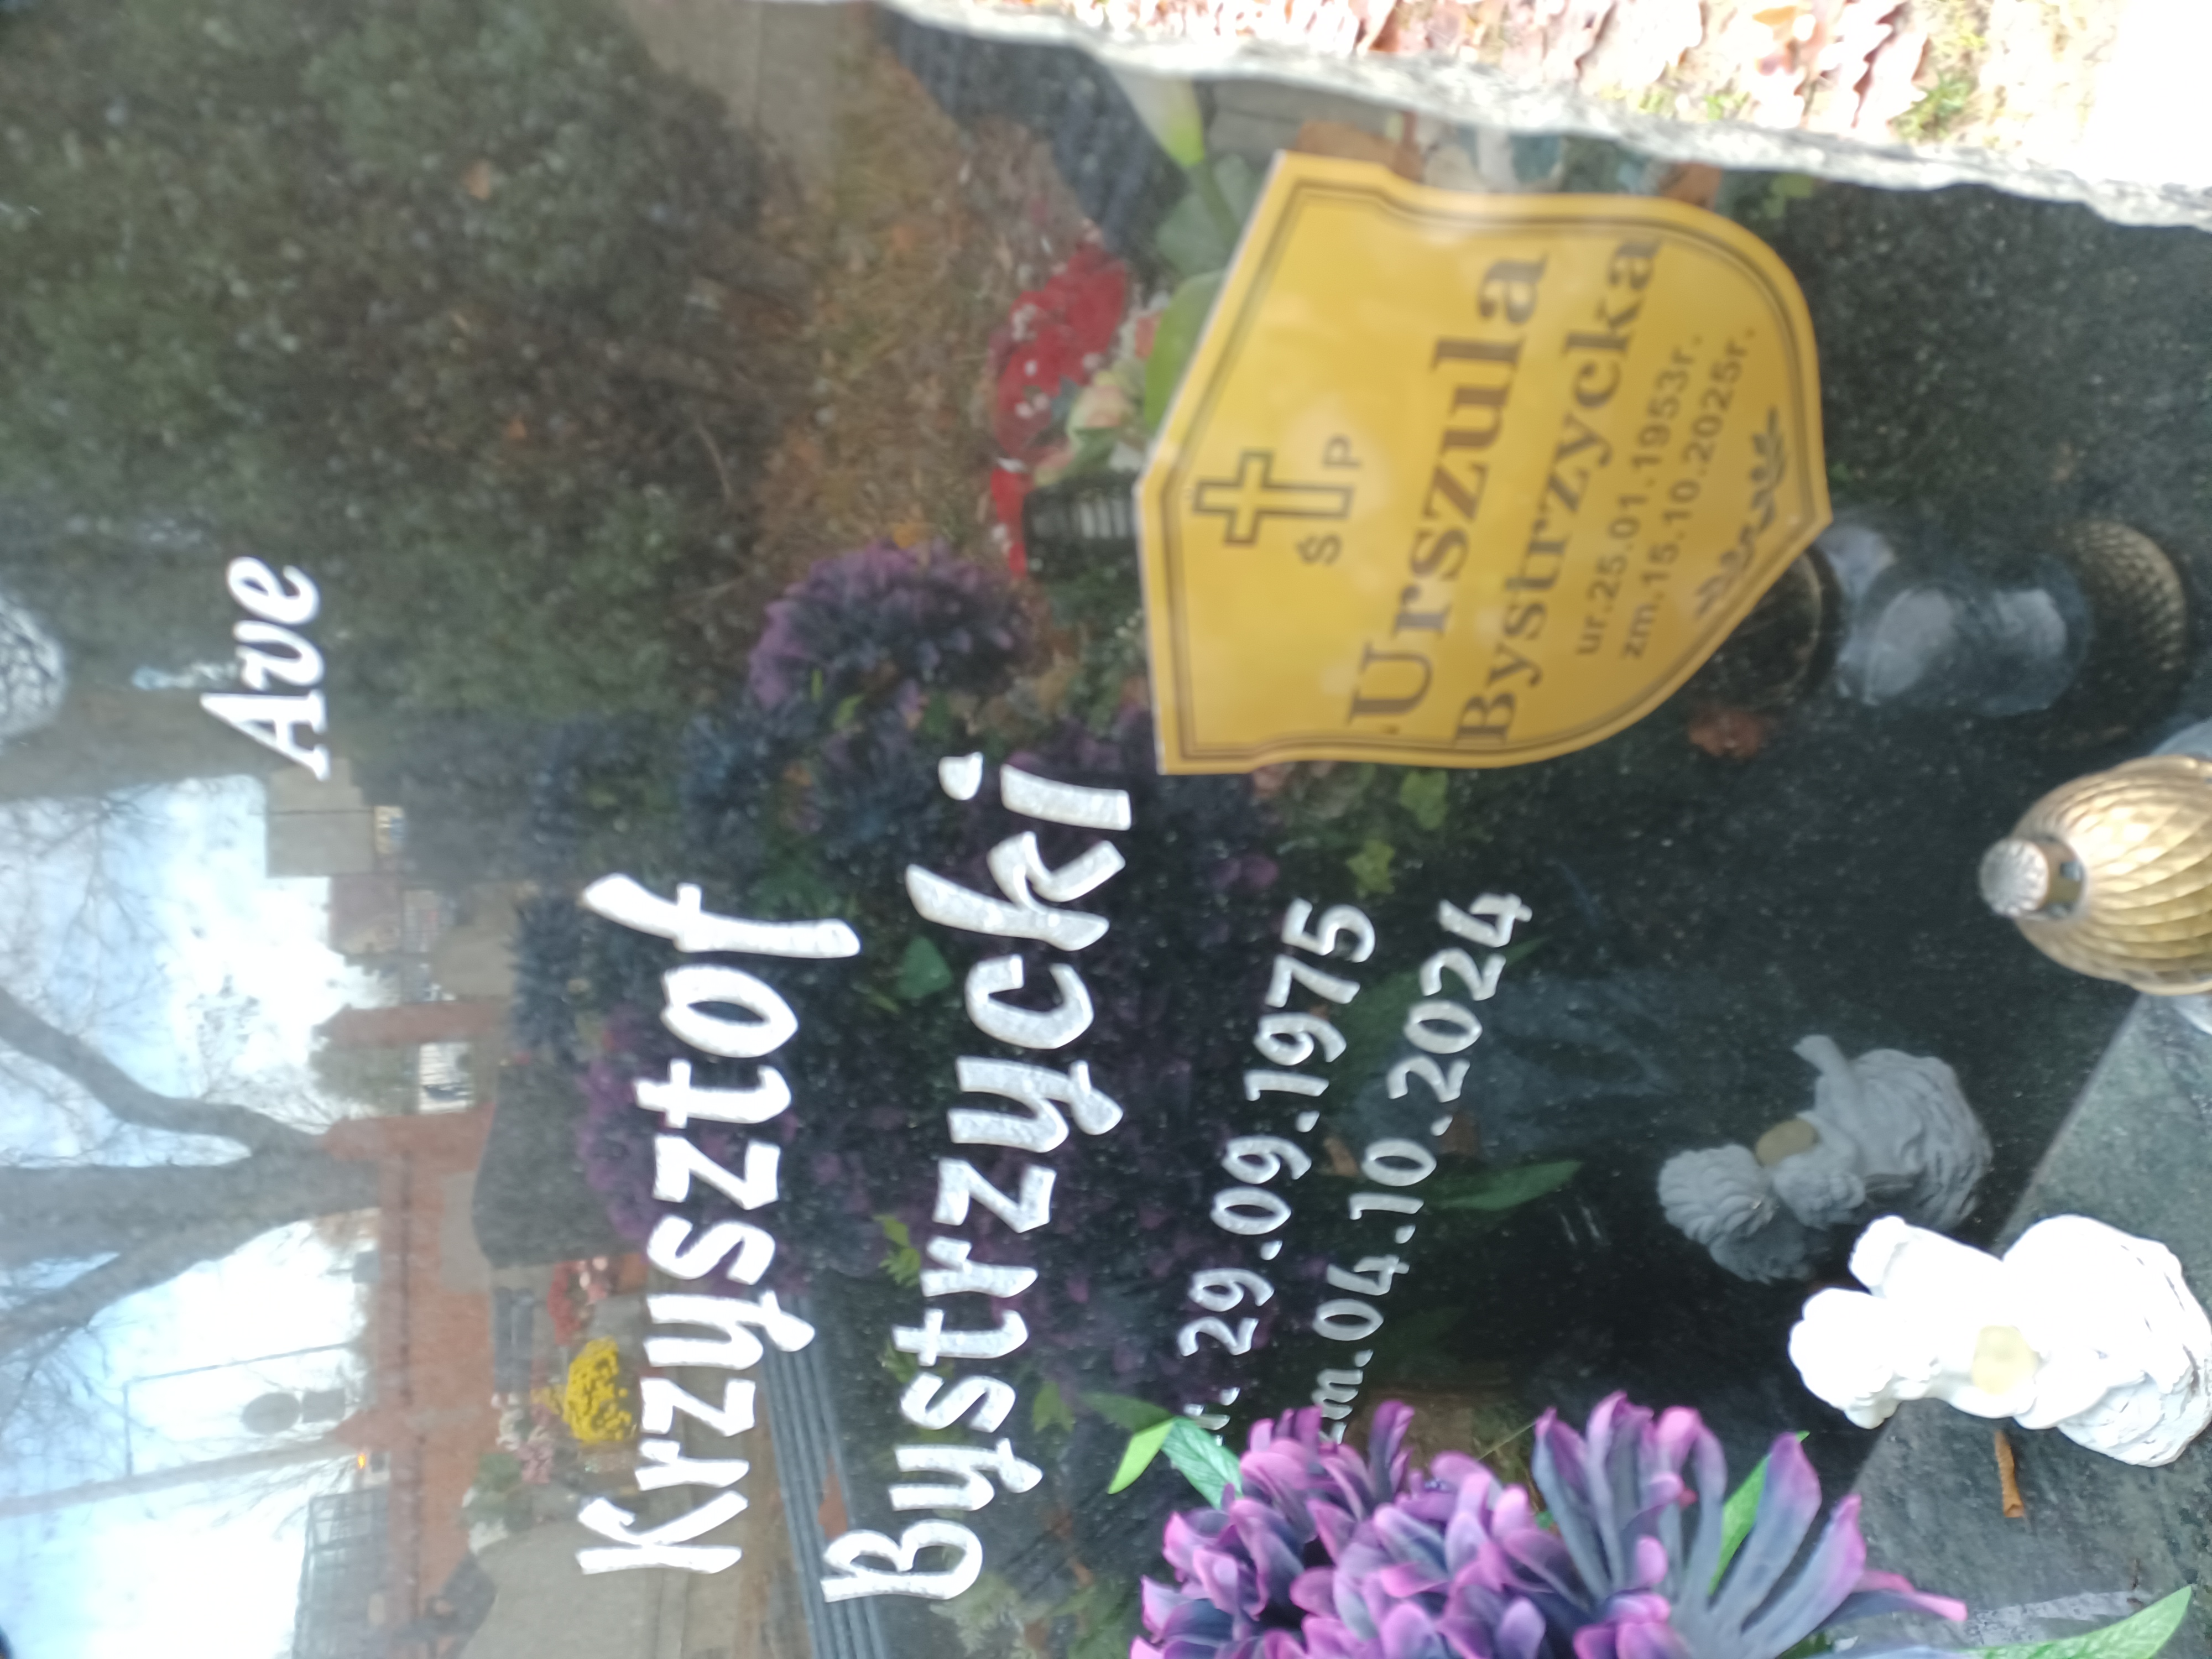 Ave
Krzysztof
Bystrzycki
29.09.1975
zm.04.10.2024
Ś P
Urszula
Bystrzycka
ur.25.01.1953r.
zm.15.10.2025r.